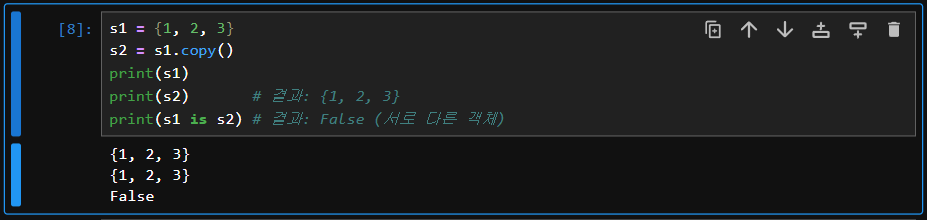 [8]: s1 = {1, 2, 3}
s2 = s1.copy()
print(s1)
print(s2)       # 결과: {1, 2, 3}
print(s1 is s2) # 결과: False (서로 다른 객체)
{1, 2, 3}
{1, 2, 3}
False